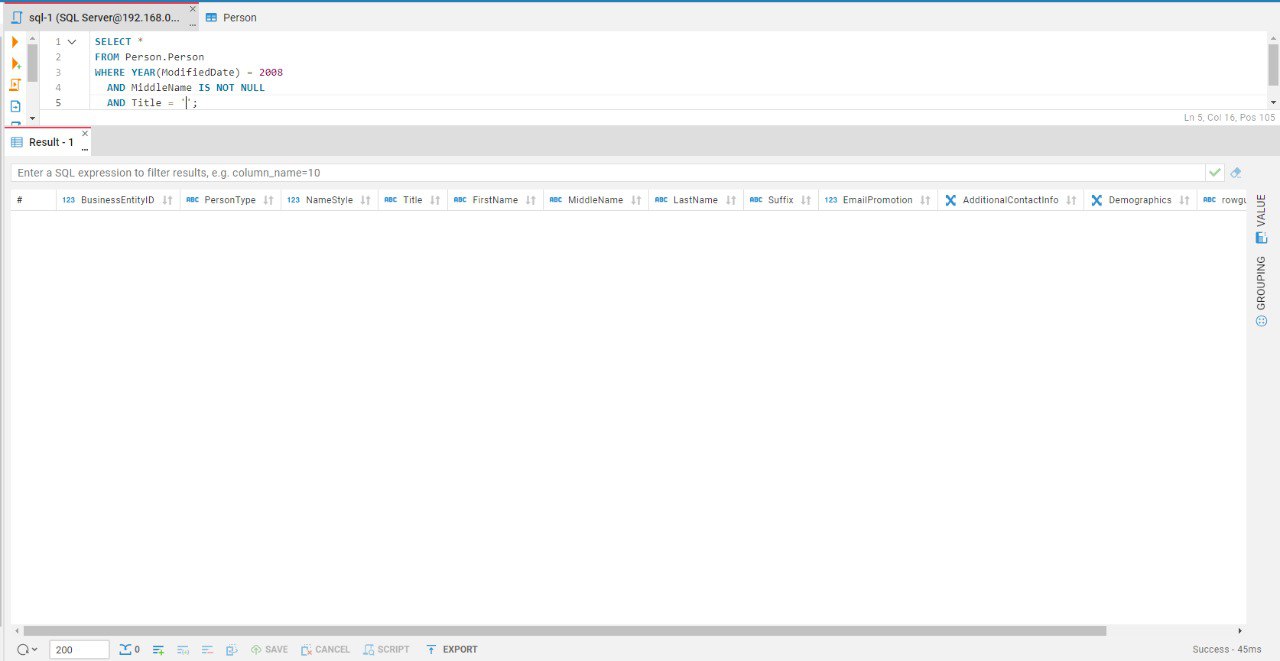 sql-1 (SQL Server@192.168.0...
Person
1 SELECT *
2 FROM Person.Person
3 WHERE YEAR(ModifiedDate) = 2008
4 AND MiddleName IS NOT NULL
5 AND Title = '';
Ln 5, Col 16, Pos 105
Result - 1
Enter a SQL expression to filter results, e.g. column_name=10
# 123 BusinessEntityID ABC PersonType 123 NameStyle ABC Title ABC FirstName ABC MiddleName ABC LastName ABC Suffix 123 EmailPromotion AdditionalContactInfo Demographics ABC rowgu
VALUE
GROUPING
200 0 SAVE CANCEL SCRIPT EXPORT Success - 45ms